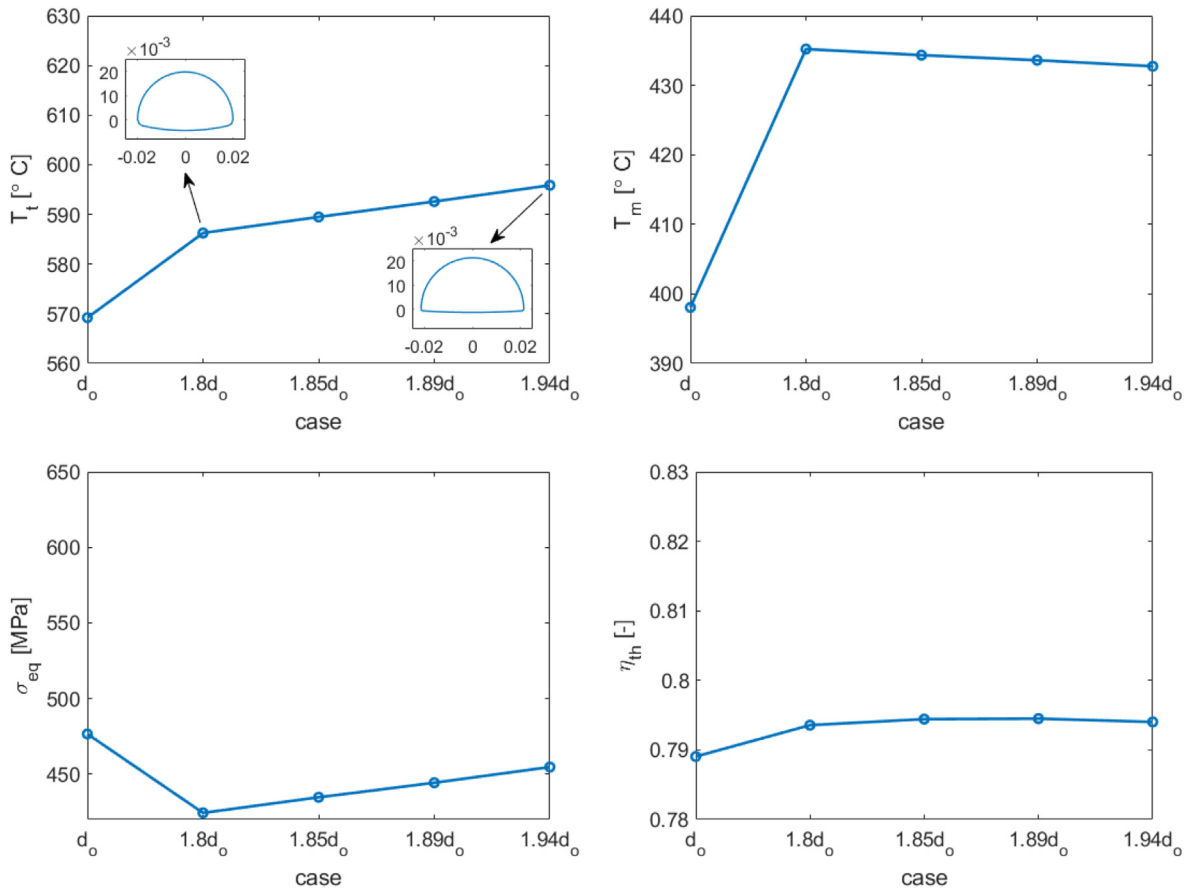 630
620
610
600
590
580
570
560
T_t [° C]
×10^-3
20
10
0
-0.02 0 0.02
×10^-3
20
10
0
-0.02 0 0.02
d_o 1.8d_o 1.85d_o 1.89d_o 1.94d_o
case
440
430
420
410
400
390
T_m [° C]
d_o 1.8d_o 1.85d_o 1.89d_o 1.94d_o
case
650
600
550
500
450
σ_eq [MPa]
d_o 1.8d_o 1.85d_o 1.89d_o 1.94d_o
case
0.83
0.82
0.81
0.8
0.79
0.78
η_th [-]
d_o 1.8d_o 1.85d_o 1.89d_o 1.94d_o
case